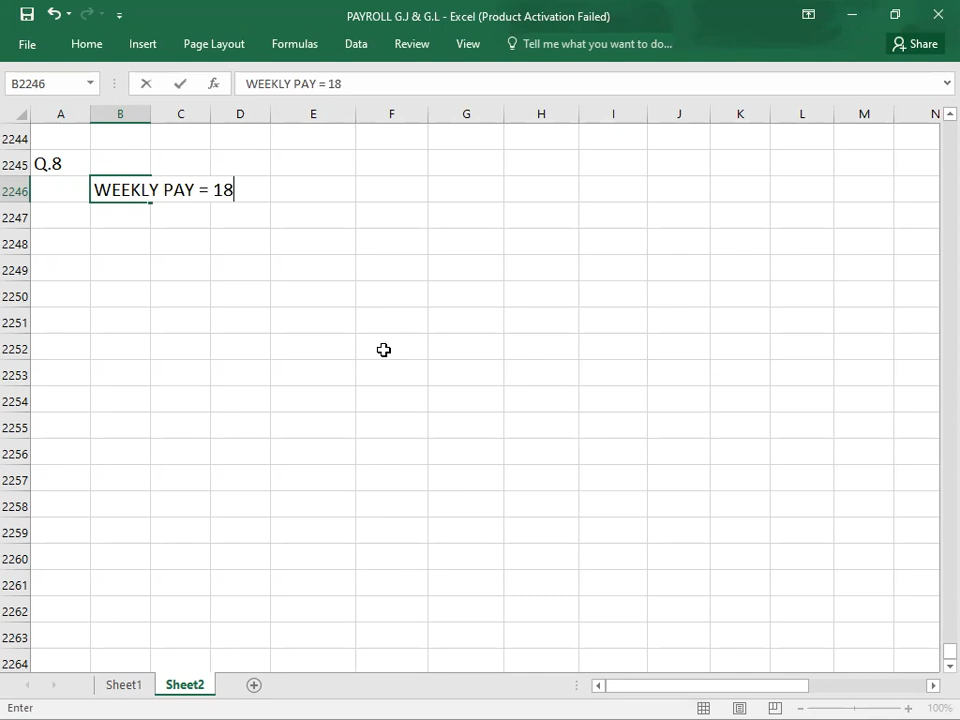 PAYROLL G.J & G.L - Excel (Product Activation Failed)
File Home Insert Page Layout Formulas Data Review View Tell me what you want to do... Share
B2246 fx WEEKLY PAY = 18
A B C D E F G H I J K L M N
2244
2245 Q.8
2246 WEEKLY PAY = 18
2247
2248
2249
2250
2251
2252
2253
2254
2255
2256
2257
2258
2259
2260
2261
2262
2263
2264
Sheet1 Sheet2
Enter 100%